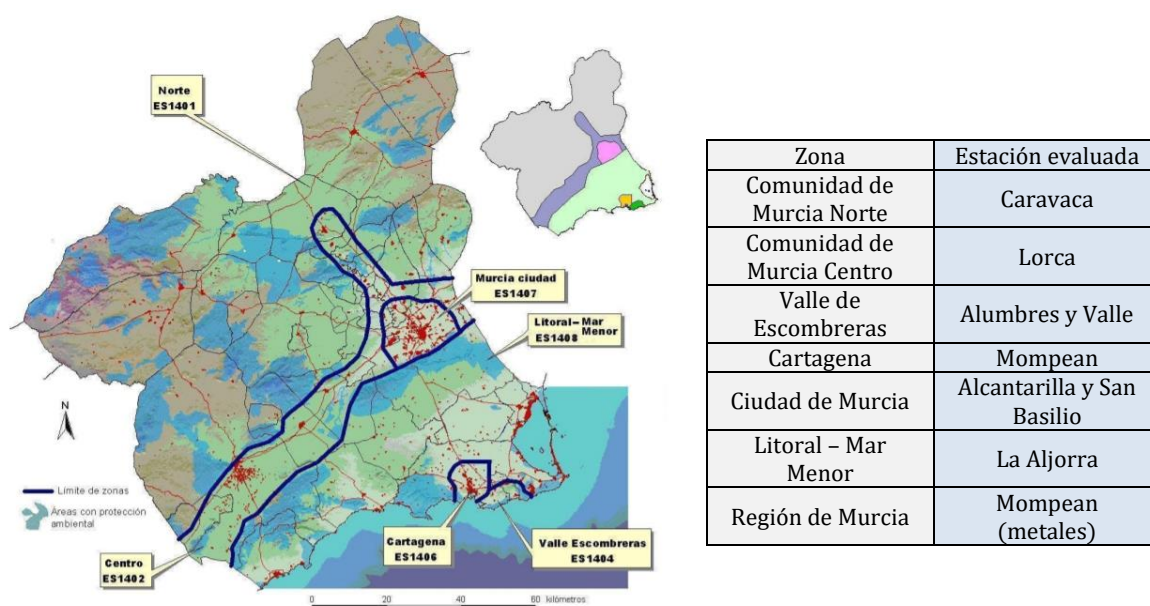 Norte
ES1401
Murcia ciudad
ES1407
Litoral– Mar
Menor
ES1408
N
Limite de zonas
Áreas con protección
ambiental
Centro
ES1402
Cartagena
ES1406
Valle Escombreras
ES1404
0 20 40 60 kilómetros
Zona Estación evaluada
Comunidad de
Murcia Norte
Caravaca
Comunidad de
Murcia Centro
Lorca
Valle de
Escombreras
Alumbres y Valle
Cartagena Mompean
Ciudad de Murcia
Alcantarilla y San
Basilio
Litoral – Mar
Menor
La Aljorra
Región de Murcia
Mompean
(metales)